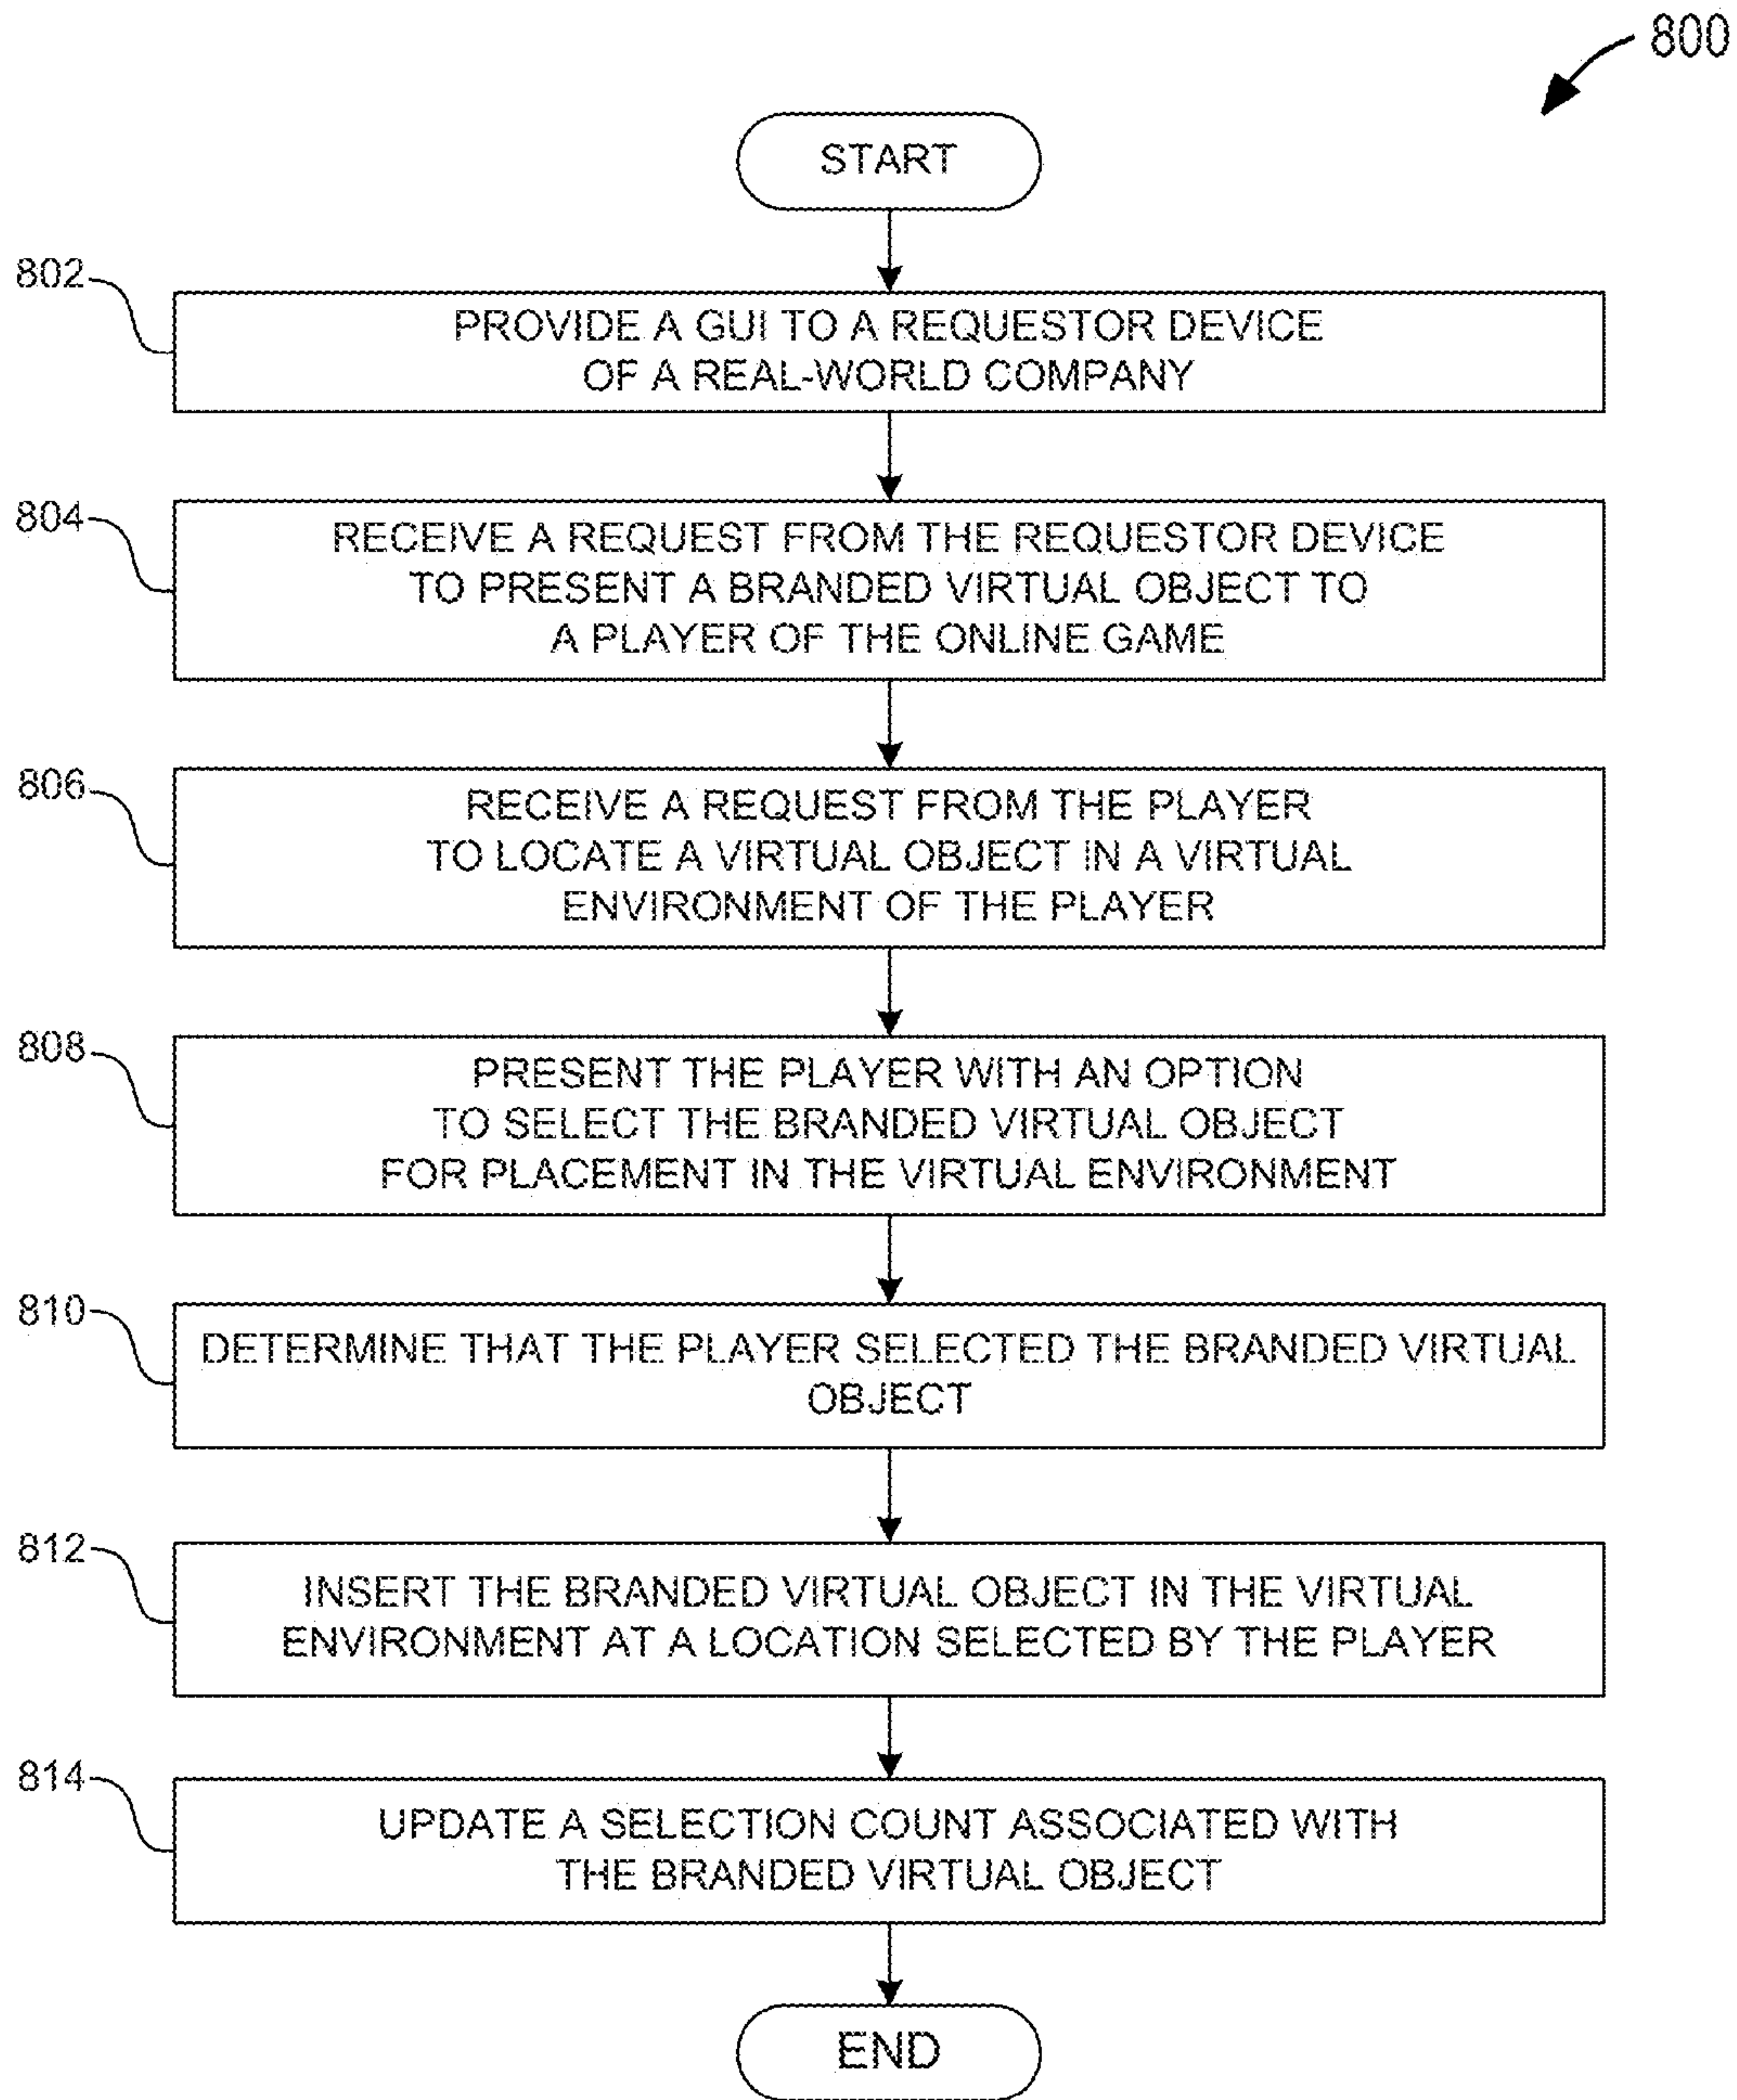 800
START
802
PROVIDE A GUI TO A REQUESTOR DEVICE
OF A REAL-WORLD COMPANY
804
RECEIVE A REQUEST FROM THE REQUESTOR DEVICE
TO PRESENT A BRANDED VIRTUAL OBJECT TO
A PLAYER OF THE ONLINE GAME
806
RECEIVE A REQUEST FROM THE PLAYER
TO LOCATE A VIRTUAL OBJECT IN A VIRTUAL
ENVIRONMENT OF THE PLAYER
808
PRESENT THE PLAYER WITH AN OPTION
TO SELECT THE BRANDED VIRTUAL OBJECT
FOR PLACEMENT IN THE VIRTUAL ENVIRONMENT
810
DETERMINE THAT THE PLAYER SELECTED THE BRANDED VIRTUAL
OBJECT
812
INSERT THE BRANDED VIRTUAL OBJECT IN THE VIRTUAL
ENVIRONMENT AT A LOCATION SELECTED BY THE PLAYER
814
UPDATE A SELECTION COUNT ASSOCIATED WITH
THE BRANDED VIRTUAL OBJECT
END